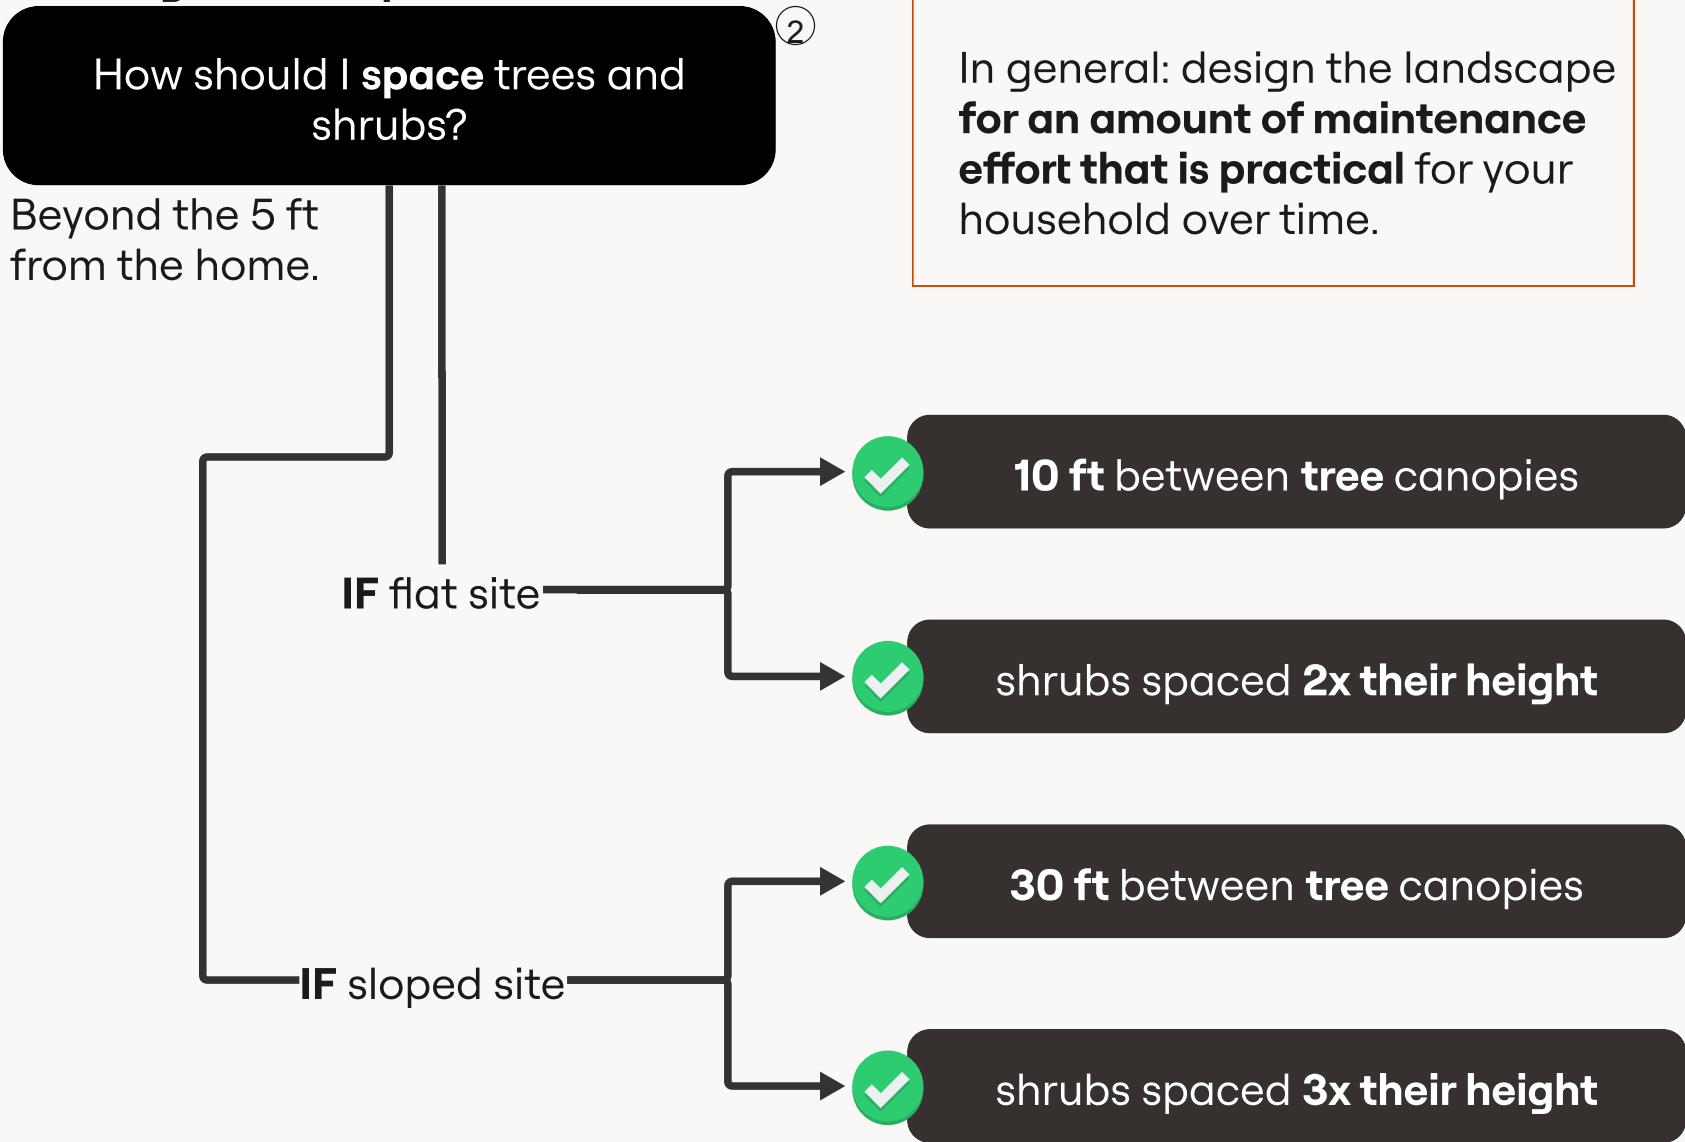 How should I space trees and
shrubs?
2
Beyond the 5 ft
from the home.
In general: design the landscape
for an amount of maintenance
effort that is practical for your
household over time.
IF flat site
10 ft between tree canopies
shrubs spaced 2x their height
IF sloped site
30 ft between tree canopies
shrubs spaced 3x their height